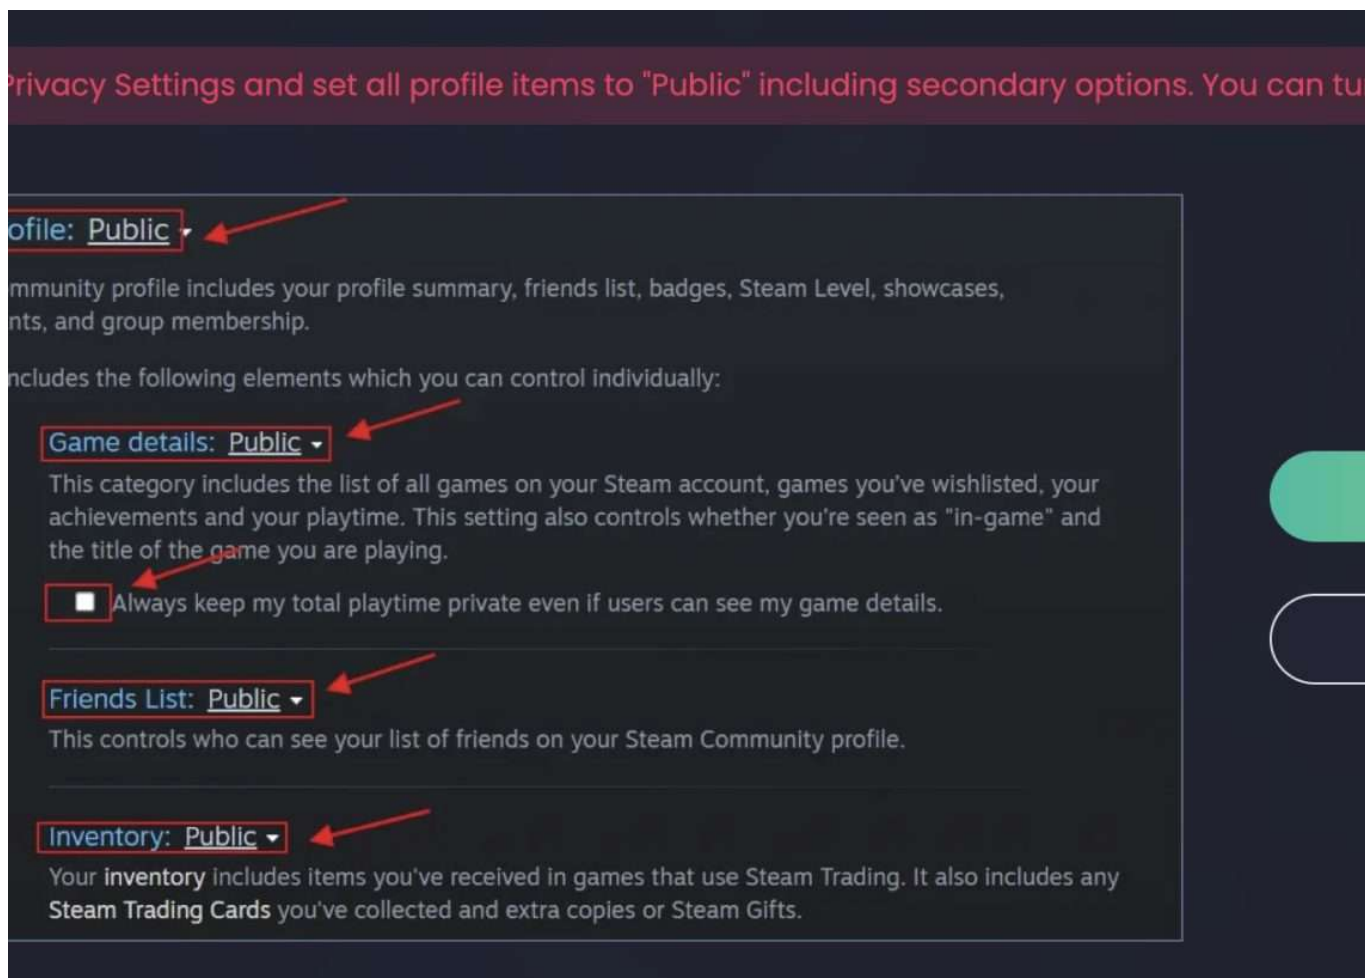 Privacy Settings and set all profile items to "Public" including secondary options. You can tu
ofile: Public
mmunity profile includes your profile summary, friends list, badges, Steam Level, showcases,
nts, and group membership.
ncludes the following elements which you can control individually:
Game details: Public
This category includes the list of all games on your Steam account, games you've wishlisted, your
achievements and your playtime. This setting also controls whether you're seen as "in-game" and
the title of the game you are playing.
Always keep my total playtime private even if users can see my game details.
Friends List: Public
This controls who can see your list of friends on your Steam Community profile.
Inventory: Public
Your inventory includes items you've received in games that use Steam Trading. It also includes any
Steam Trading Cards you've collected and extra copies or Steam Gifts.